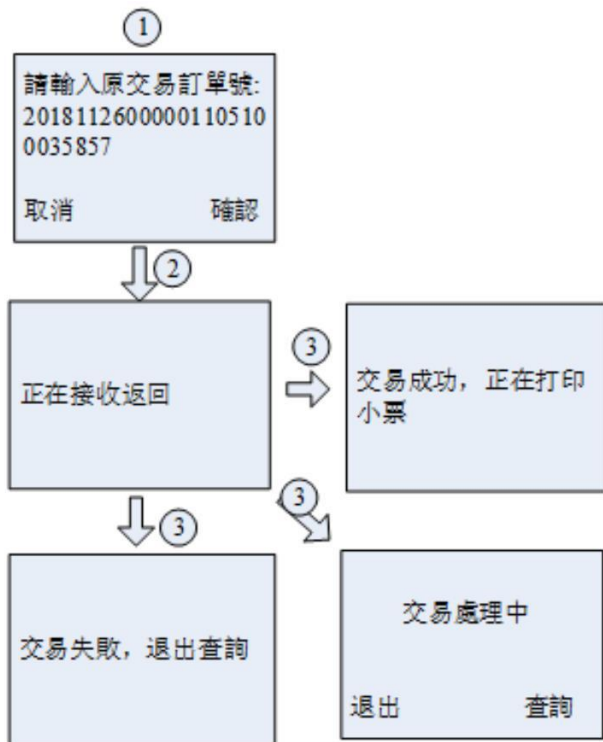 ①
請輸入原交易訂單號:
2018112600000110510
0035857
取消 確認
②
正在接收返回
③
交易成功，正在打印
小票
③
交易失敗，退出查詢
③
交易處理中
退出 查詢